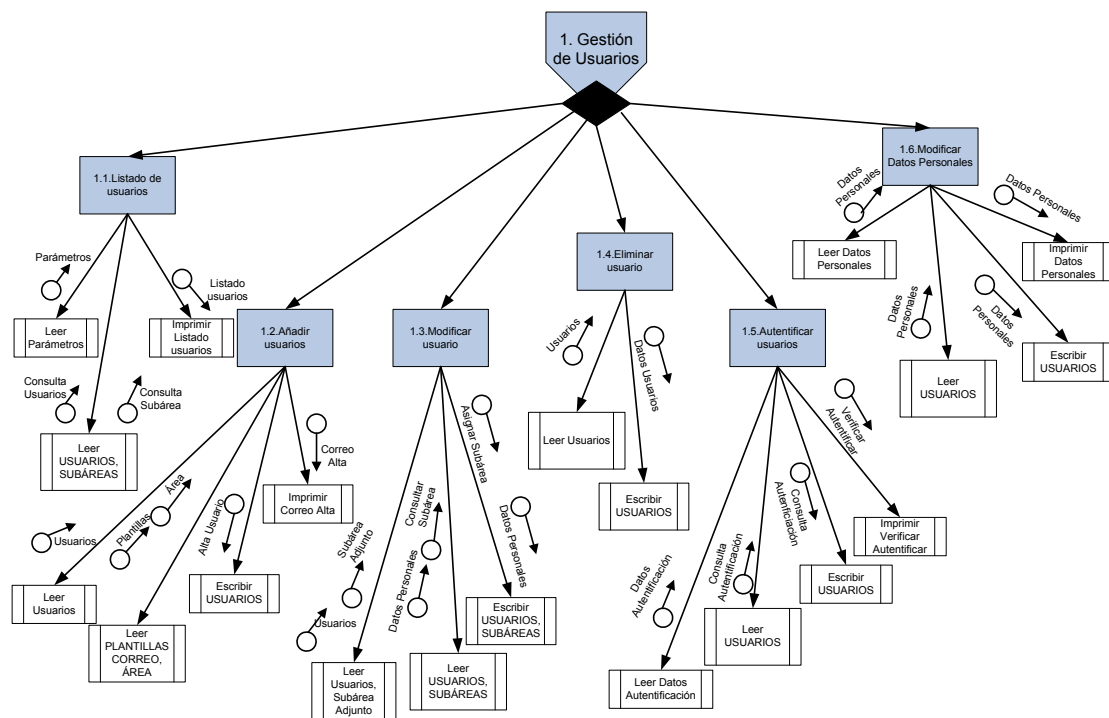 1. Gestión
de Usuarios
1.1.Listado de
usuarios
Parámetros
Listado
usuarios
Leer
Parámetros
Imprimir
Listado
usuarios
Consulta
Usuarios
Consulta
Subárea
Leer
USUARIOS,
SUBÁREAS
1.2.Añadir
usuarios
Usuarios
Plantillas
Área
Alta Usuario
Correo
Alta
Imprimir
Correo Alta
Leer
Usuarios
Escribir
USUARIOS
Leer
PLANTILLAS
CORREO,
ÁREA
1.3.Modificar
usuario
Asignar Subárea
Consultar
Subárea
Datos Personales
Datos Personales
Subárea
Adjunto
Usuarios
Escribir
USUARIOS,
SUBÁREAS
Leer
Usuarios,
Subárea
Adjunto
Leer
USUARIOS,
SUBÁREAS
1.4.Eliminar
usuario
Usuarios
Datos Usuarios
Leer Usuarios
Escribir
USUARIOS
1.5.Autentificar
usuarios
Verificar
Autentificar
Consulta
Autenficiación
Consulta
Autentificación
Datos
Autentificación
Imprimir
Verificar
Autentificar
Escribir
USUARIOS
Leer
USUARIOS
Leer Datos
Autentificación
1.6.Modificar
Datos Personales
Datos
Personales
Datos Personales
Leer Datos
Personales
Imprimir
Datos
Personales
Datos
Personales
Datos
Personales
Leer
USUARIOS
Escribir
USUARIOS